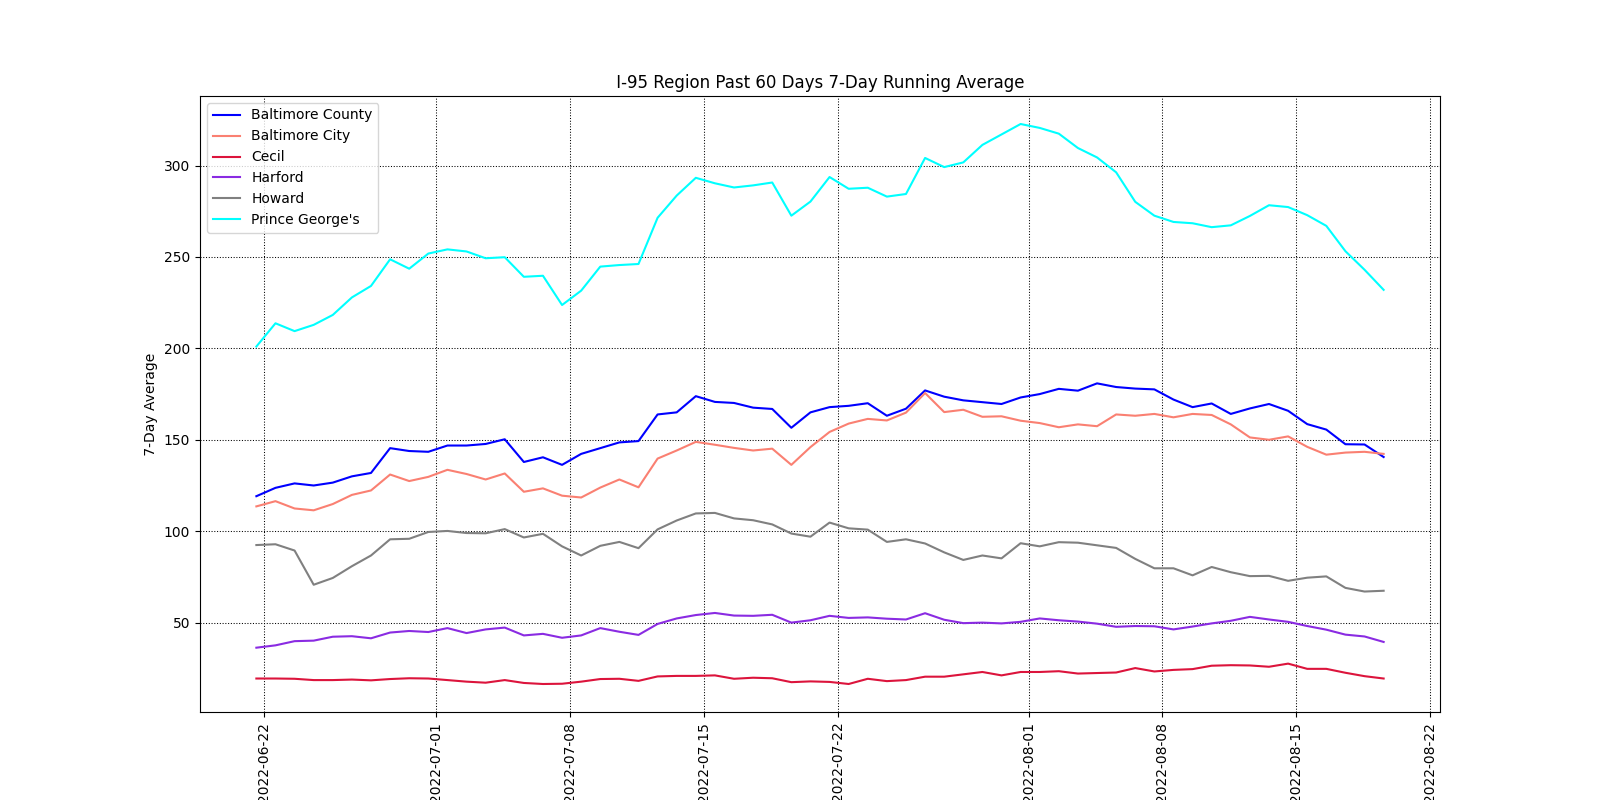 I-95 Region Past 60 Days 7-Day Running Average
Baltimore County
Baltimore City
Cecil
Harford
Howard
Prince George's
300
250
200
150
100
50
7-Day Average
2022-06-22
2022-07-01
2022-07-08
2022-07-15
2022-07-22
2022-08-01
2022-08-08
2022-08-15
2022-08-22